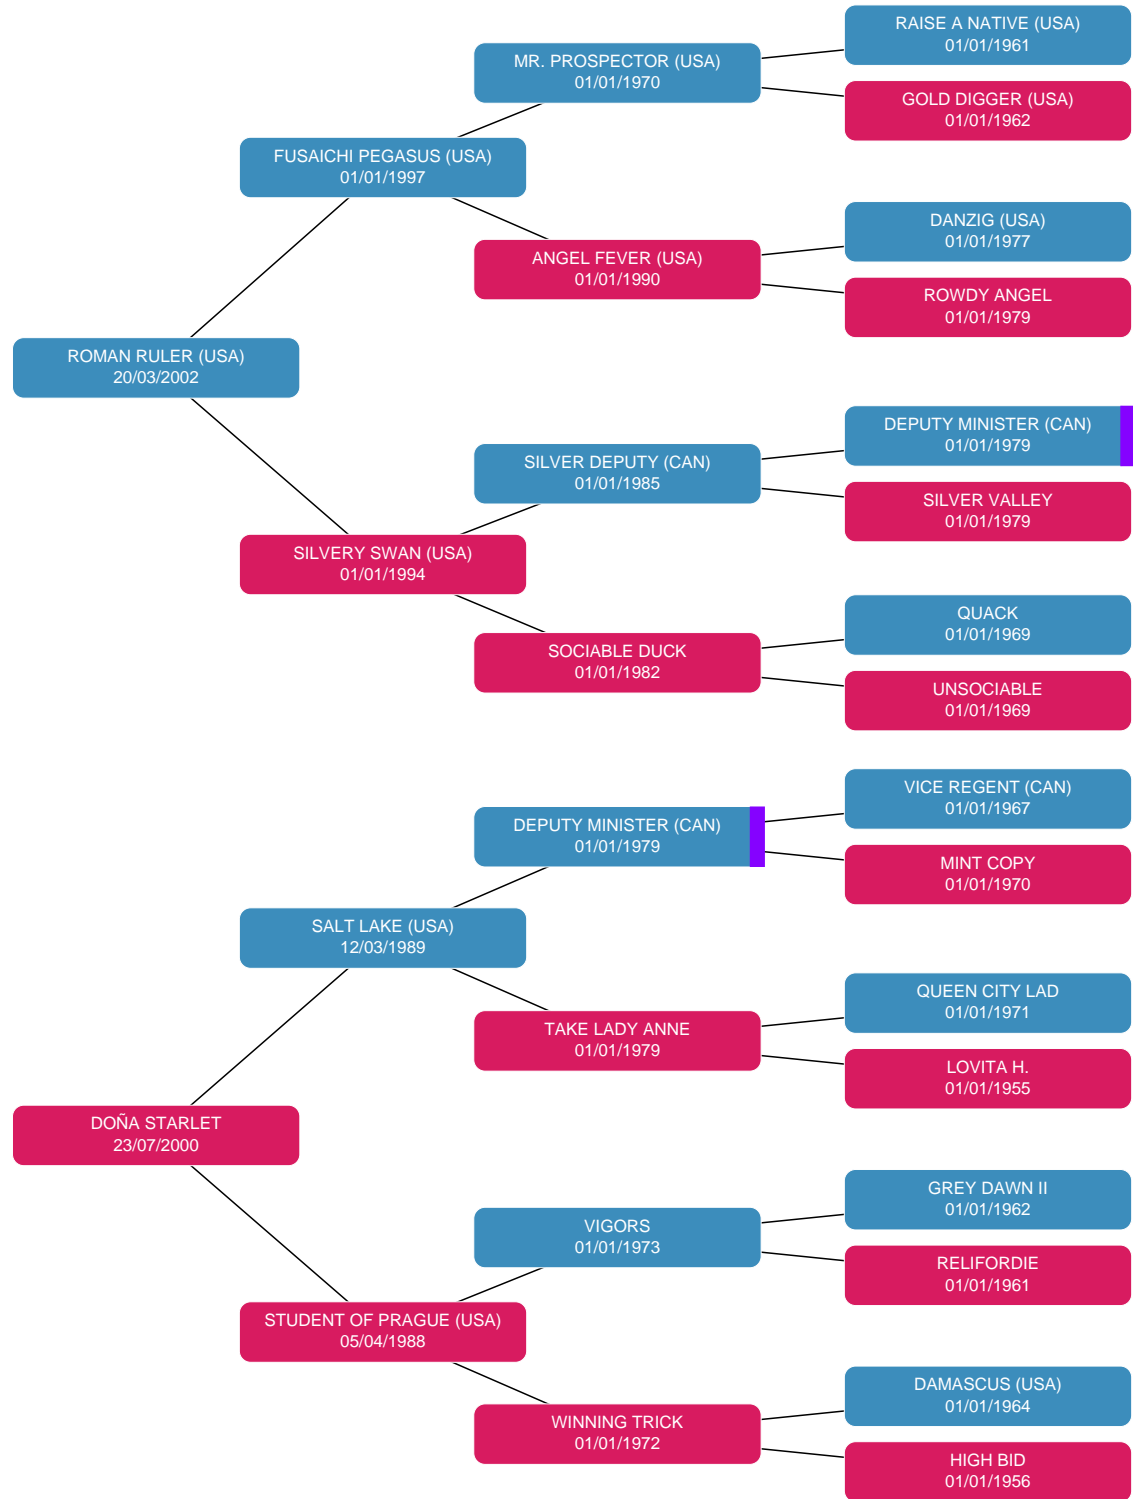 RAISE A NATIVE (USA)
01/01/1961
MR. PROSPECTOR (USA)
01/01/1970
GOLD DIGGER (USA)
01/01/1962
FUSAICHI PEGASUS (USA)
01/01/1997
DANZIG (USA)
01/01/1977
ANGEL FEVER (USA)
01/01/1990
ROWDY ANGEL
01/01/1979
ROMAN RULER (USA)
20/03/2002
DEPUTY MINISTER (CAN)
01/01/1979
SILVER DEPUTY (CAN)
01/01/1985
SILVER VALLEY
01/01/1979
SILVERY SWAN (USA)
01/01/1994
QUACK
01/01/1969
SOCIABLE DUCK
01/01/1982
UNSOCIABLE
01/01/1969
VICE REGENT (CAN)
01/01/1967
DEPUTY MINISTER (CAN)
01/01/1979
MINT COPY
01/01/1970
SALT LAKE (USA)
12/03/1989
QUEEN CITY LAD
01/01/1971
TAKE LADY ANNE
01/01/1979
LOVITA H.
01/01/1955
DOÑA STARLET
23/07/2000
GREY DAWN II
01/01/1962
VIGORS
01/01/1973
RELIFORDIE
01/01/1961
STUDENT OF PRAGUE (USA)
05/04/1988
DAMASCUS (USA)
01/01/1964
WINNING TRICK
01/01/1972
HIGH BID
01/01/1956